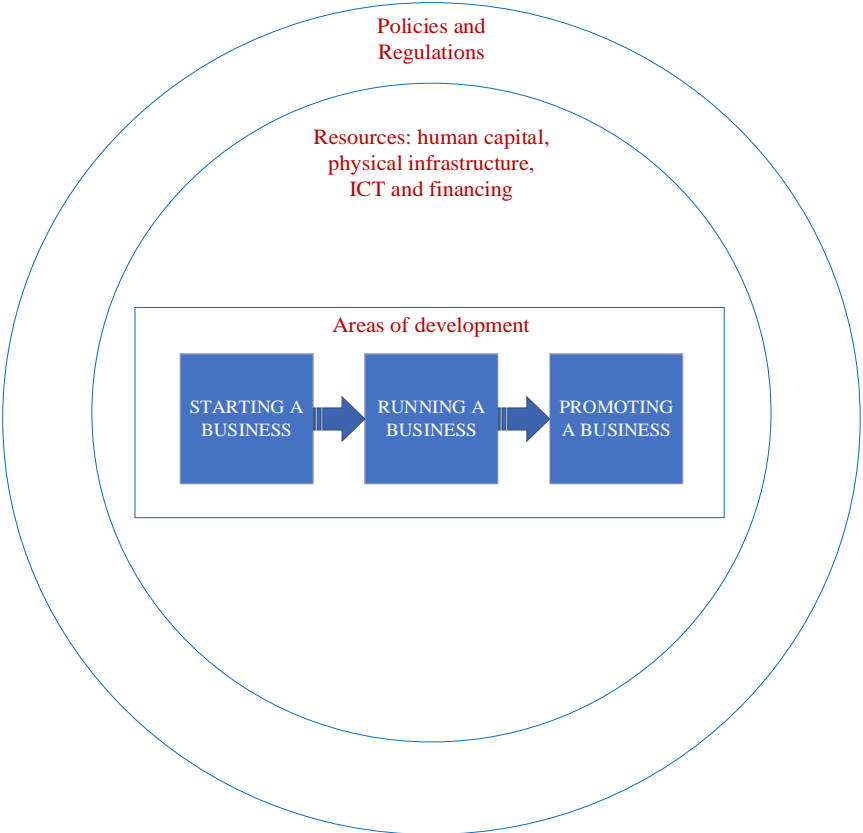 Policies and
Regulations
Resources: human capital,
physical infrastructure,
ICT and financing
Areas of development
STARTING A
BUSINESS
RUNNING A
BUSINESS
PROMOTING
A BUSINESS